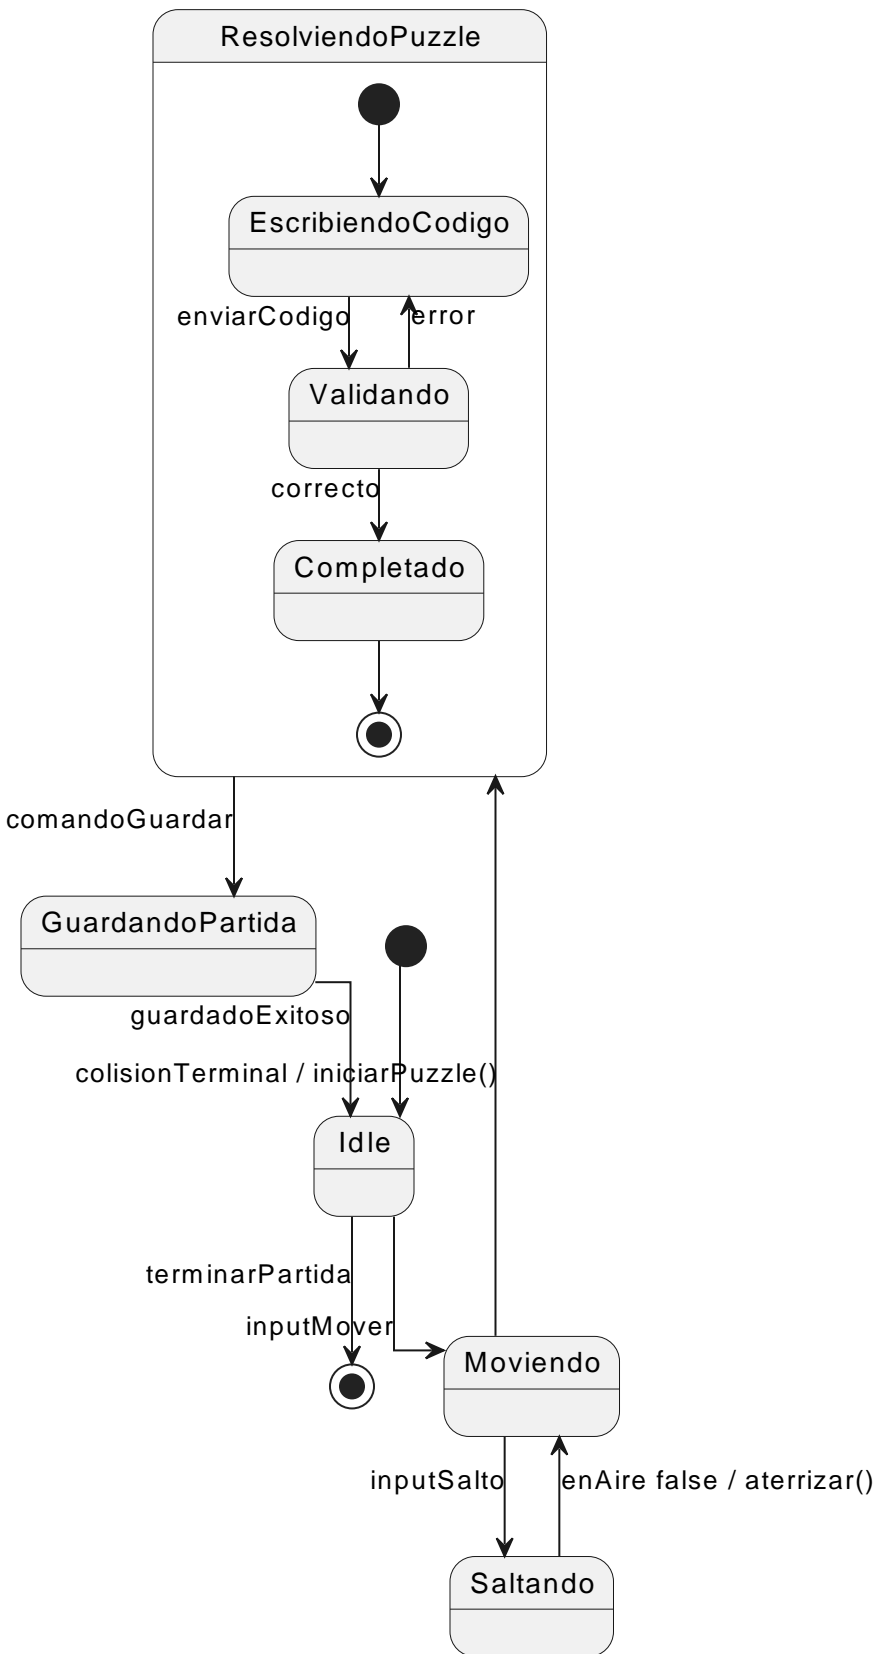 ResolviendoPuzzle
EscribiendoCodigo
enviarCodigo
error
Validando
correcto
Completado
comandoGuardar
GuardandoPartida
guardadoExitoso
colisionTerminal / iniciarPuzzle()
Idle
terminarPartida
inputMover
Moviendo
inputSalto
enAire false / aterrizar()
Saltando